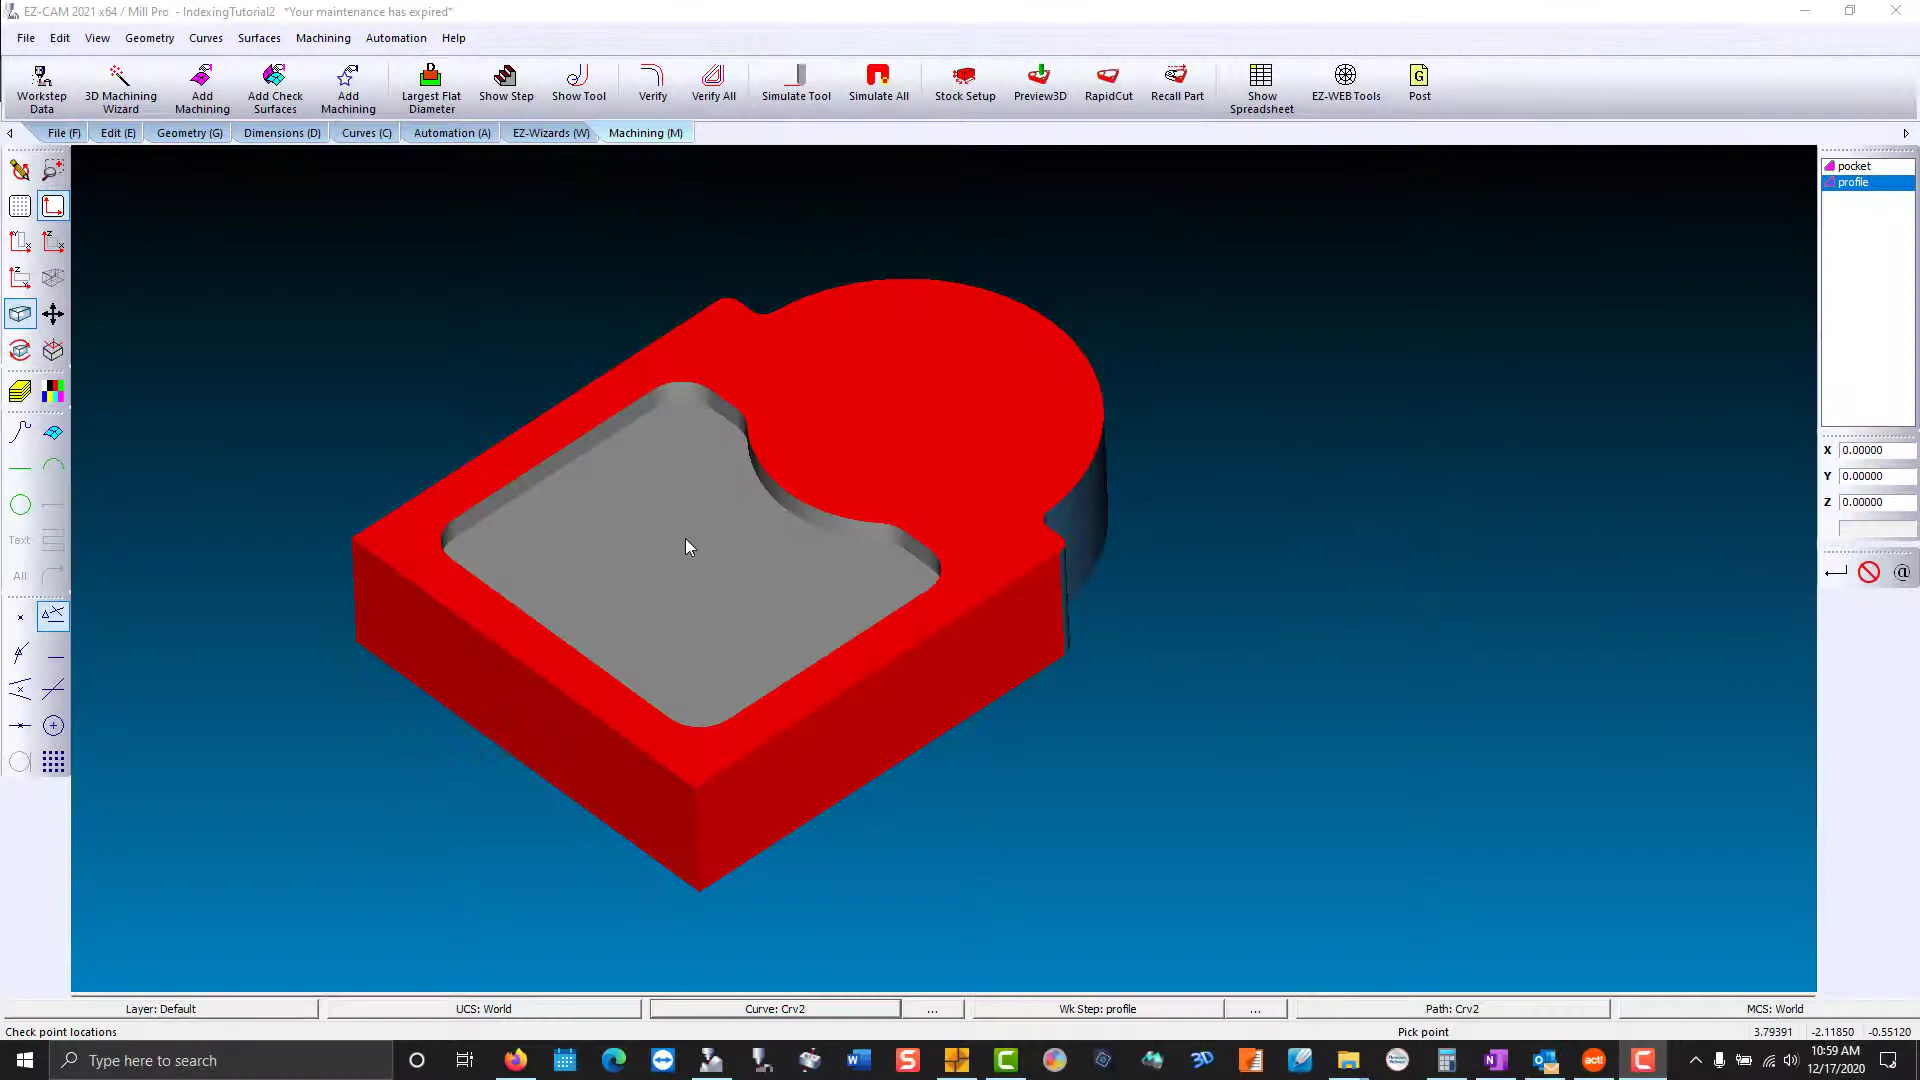 EZ-CAM 2021 x64 / Mill Pro - IndexingTutorial2 *Your maintenance has expired*
File Edit View Geometry Curves Surfaces Machining Automation Help
Workstep Data
3D Machining Wizard
Add Machining
Add Check Surfaces
Add Machining
D
Largest Flat Diameter
Show Step
Show Tool
Verify
Verify All
Simulate Tool
Simulate All
Stock Setup
Preview3D
RapidCut
Recall Part
Show Spreadsheet
EZ-WEB Tools
G
Post
File (F) Edit (E) Geometry (G) Dimensions (D) Curves (C) Automation (A) EZ-Wizards (W) Machining (M)
pocket
profile
X 0.00000
Y 0.00000
Z 0.00000
@
Text
All
Layer: Default UCS: World Curve: Crv2 ... Wk Step: profile ... Path: Crv2 MCS: World
Check point locations Pick point 3.79391 -2.11850 -0.55120
Type here to search
10:59 AM
12/17/2020